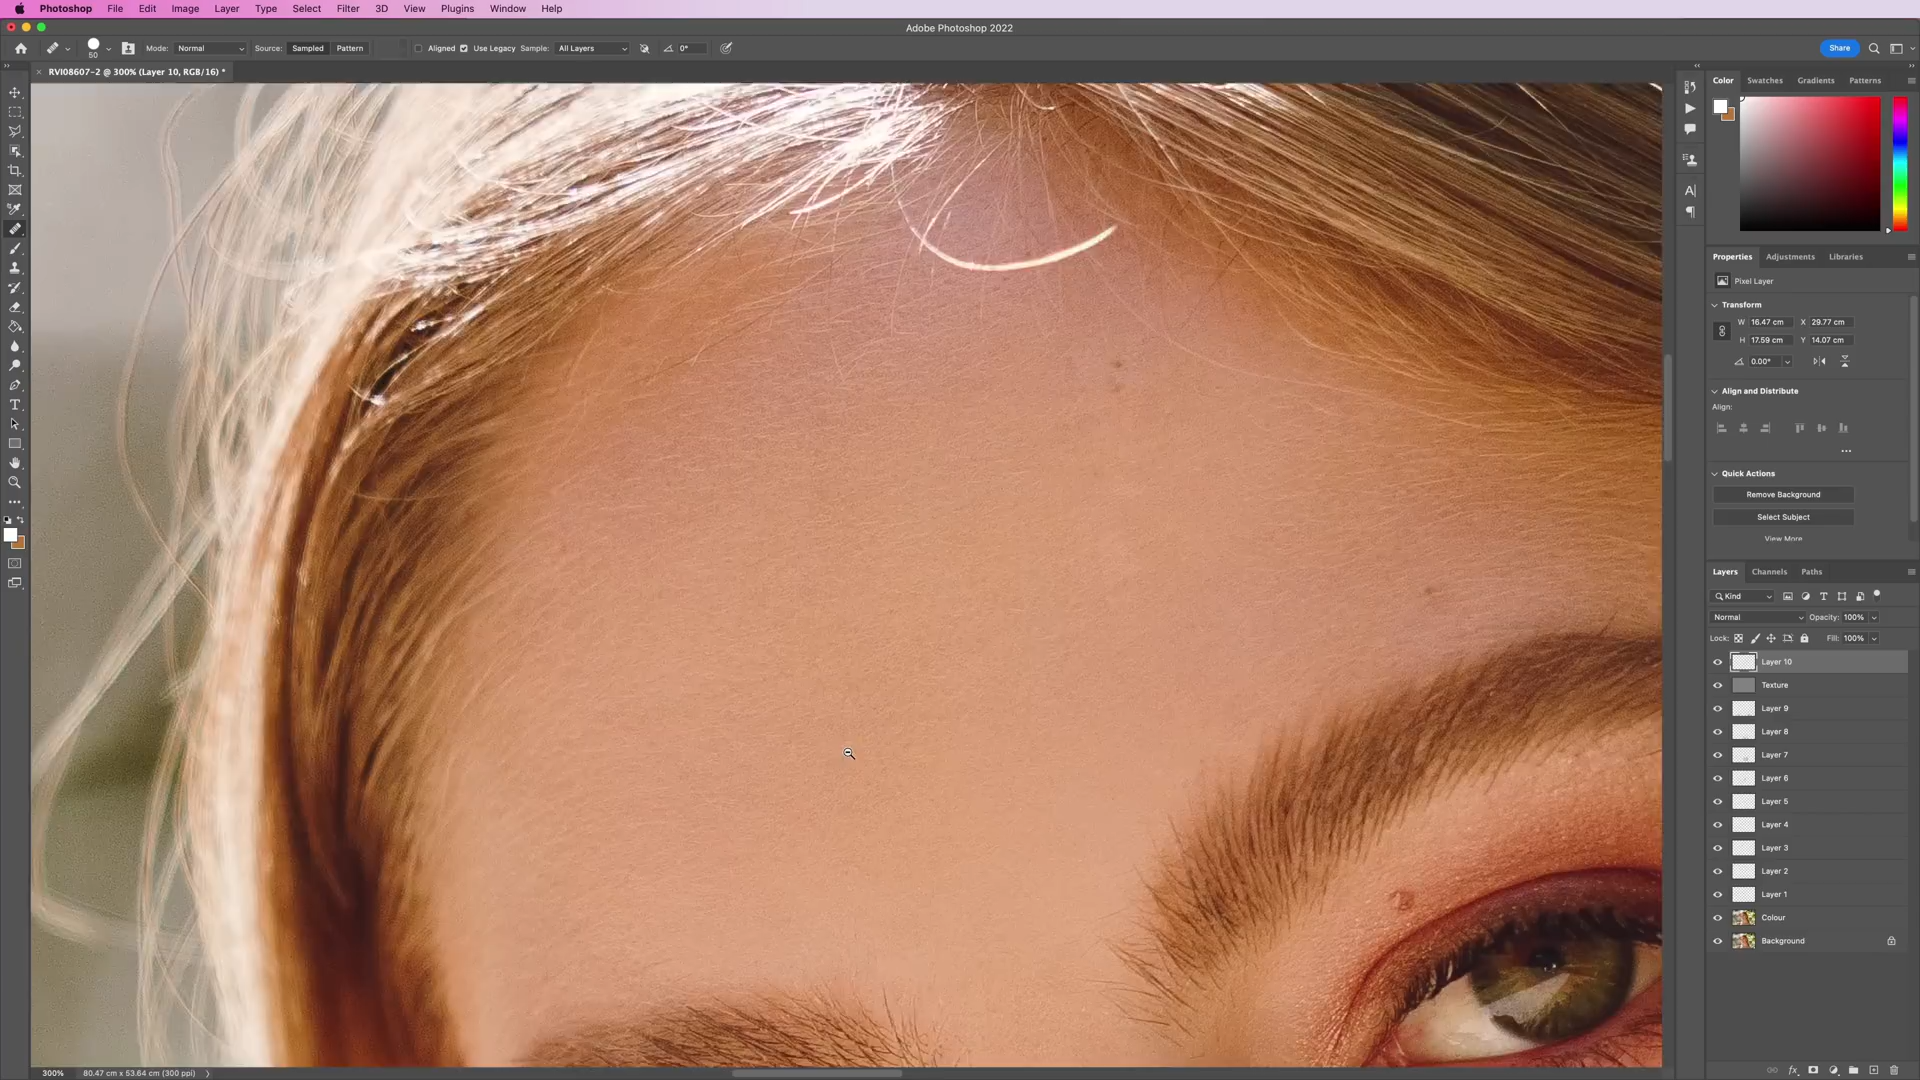 Photoshop File Edit Image Layer Type Select Filter 3D View Plugins Window Help
Adobe Photoshop 2022
50 Mode: Normal Source: Sampled Pattern Aligned Use Legacy Sample: All Layers 0° Share
RVI08607-2 @ 300% (Layer 10, RGB/16) *
Color Swatches Gradients Patterns
Properties Adjustments Libraries
Pixel Layer
Transform
W 16.47 cm X 29.77 cm
H 17.59 cm Y 14.07 cm
0.00°
Align and Distribute
Align:
Quick Actions
Remove Background
Select Subject
View More
Layers Channels Paths
Kind
Normal Opacity: 100%
Lock: Fill: 100%
Layer 10
Texture
Layer 9
Layer 8
Layer 7
Layer 6
Layer 5
Layer 4
Layer 3
Layer 2
Layer 1
Colour
Background
300% 80.47 cm x 53.64 cm (300 ppi)